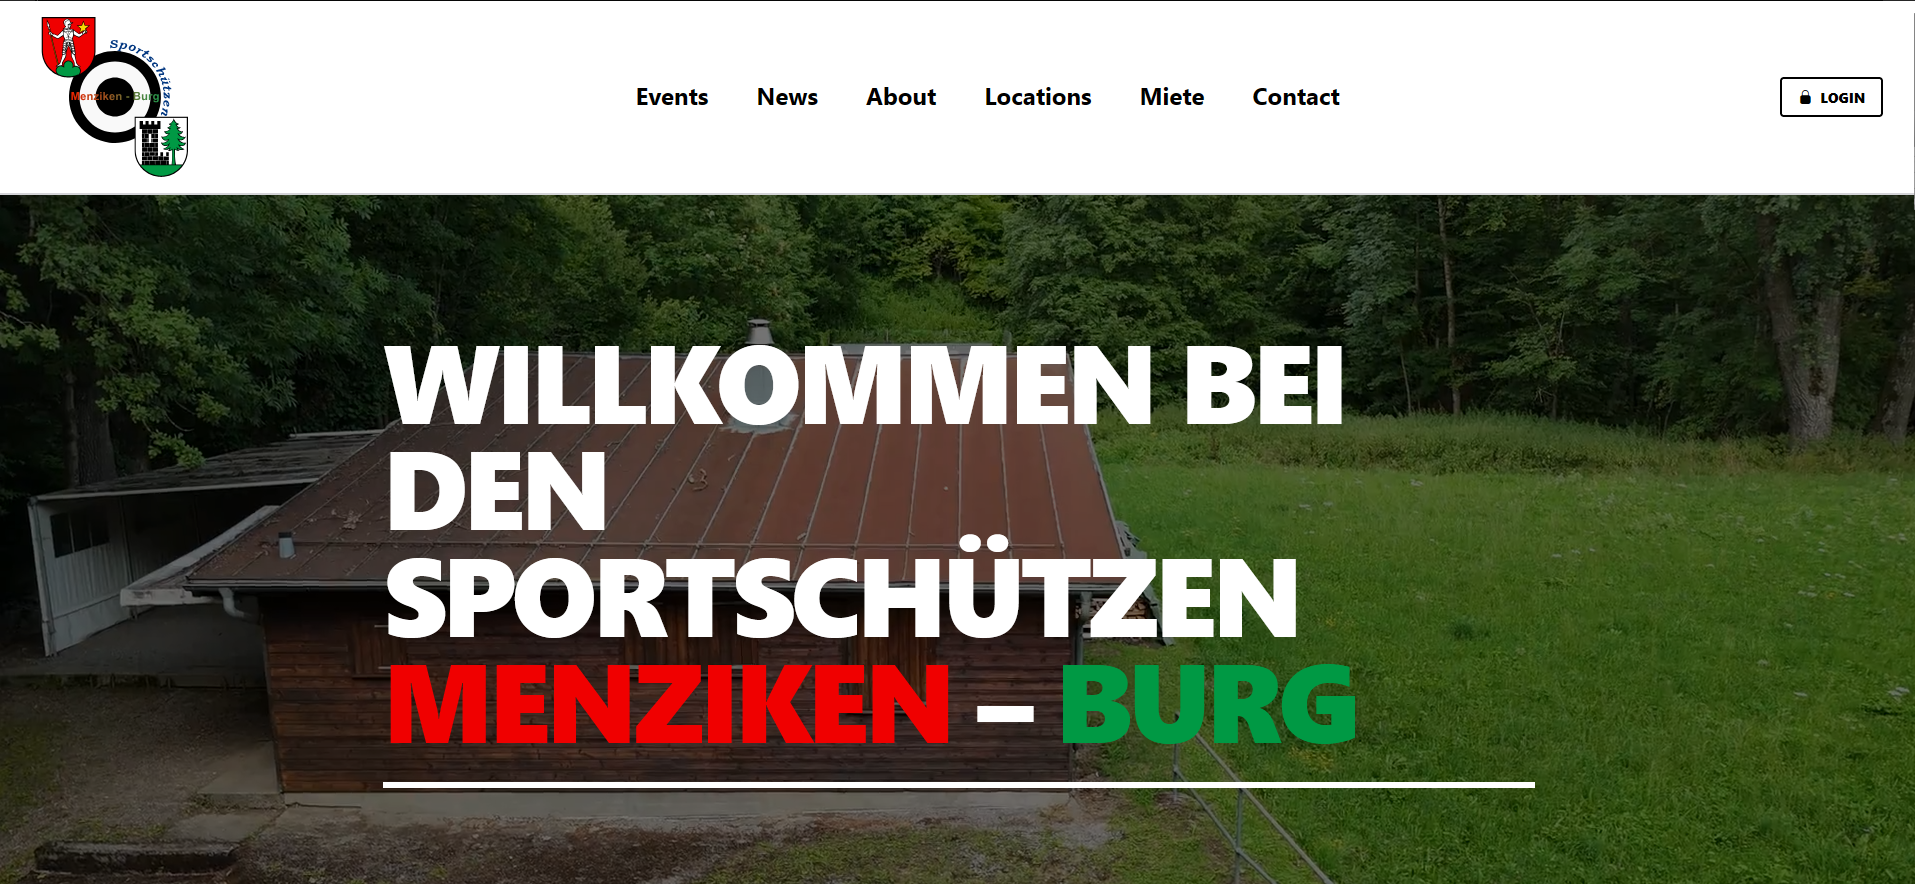 Sportschützen
Menziken - Burg
Events News About Locations Miete Contact
LOGIN
WILLKOMMEN BEI
DEN
SPORTSCHÜTZEN
MENZIKEN – BURG